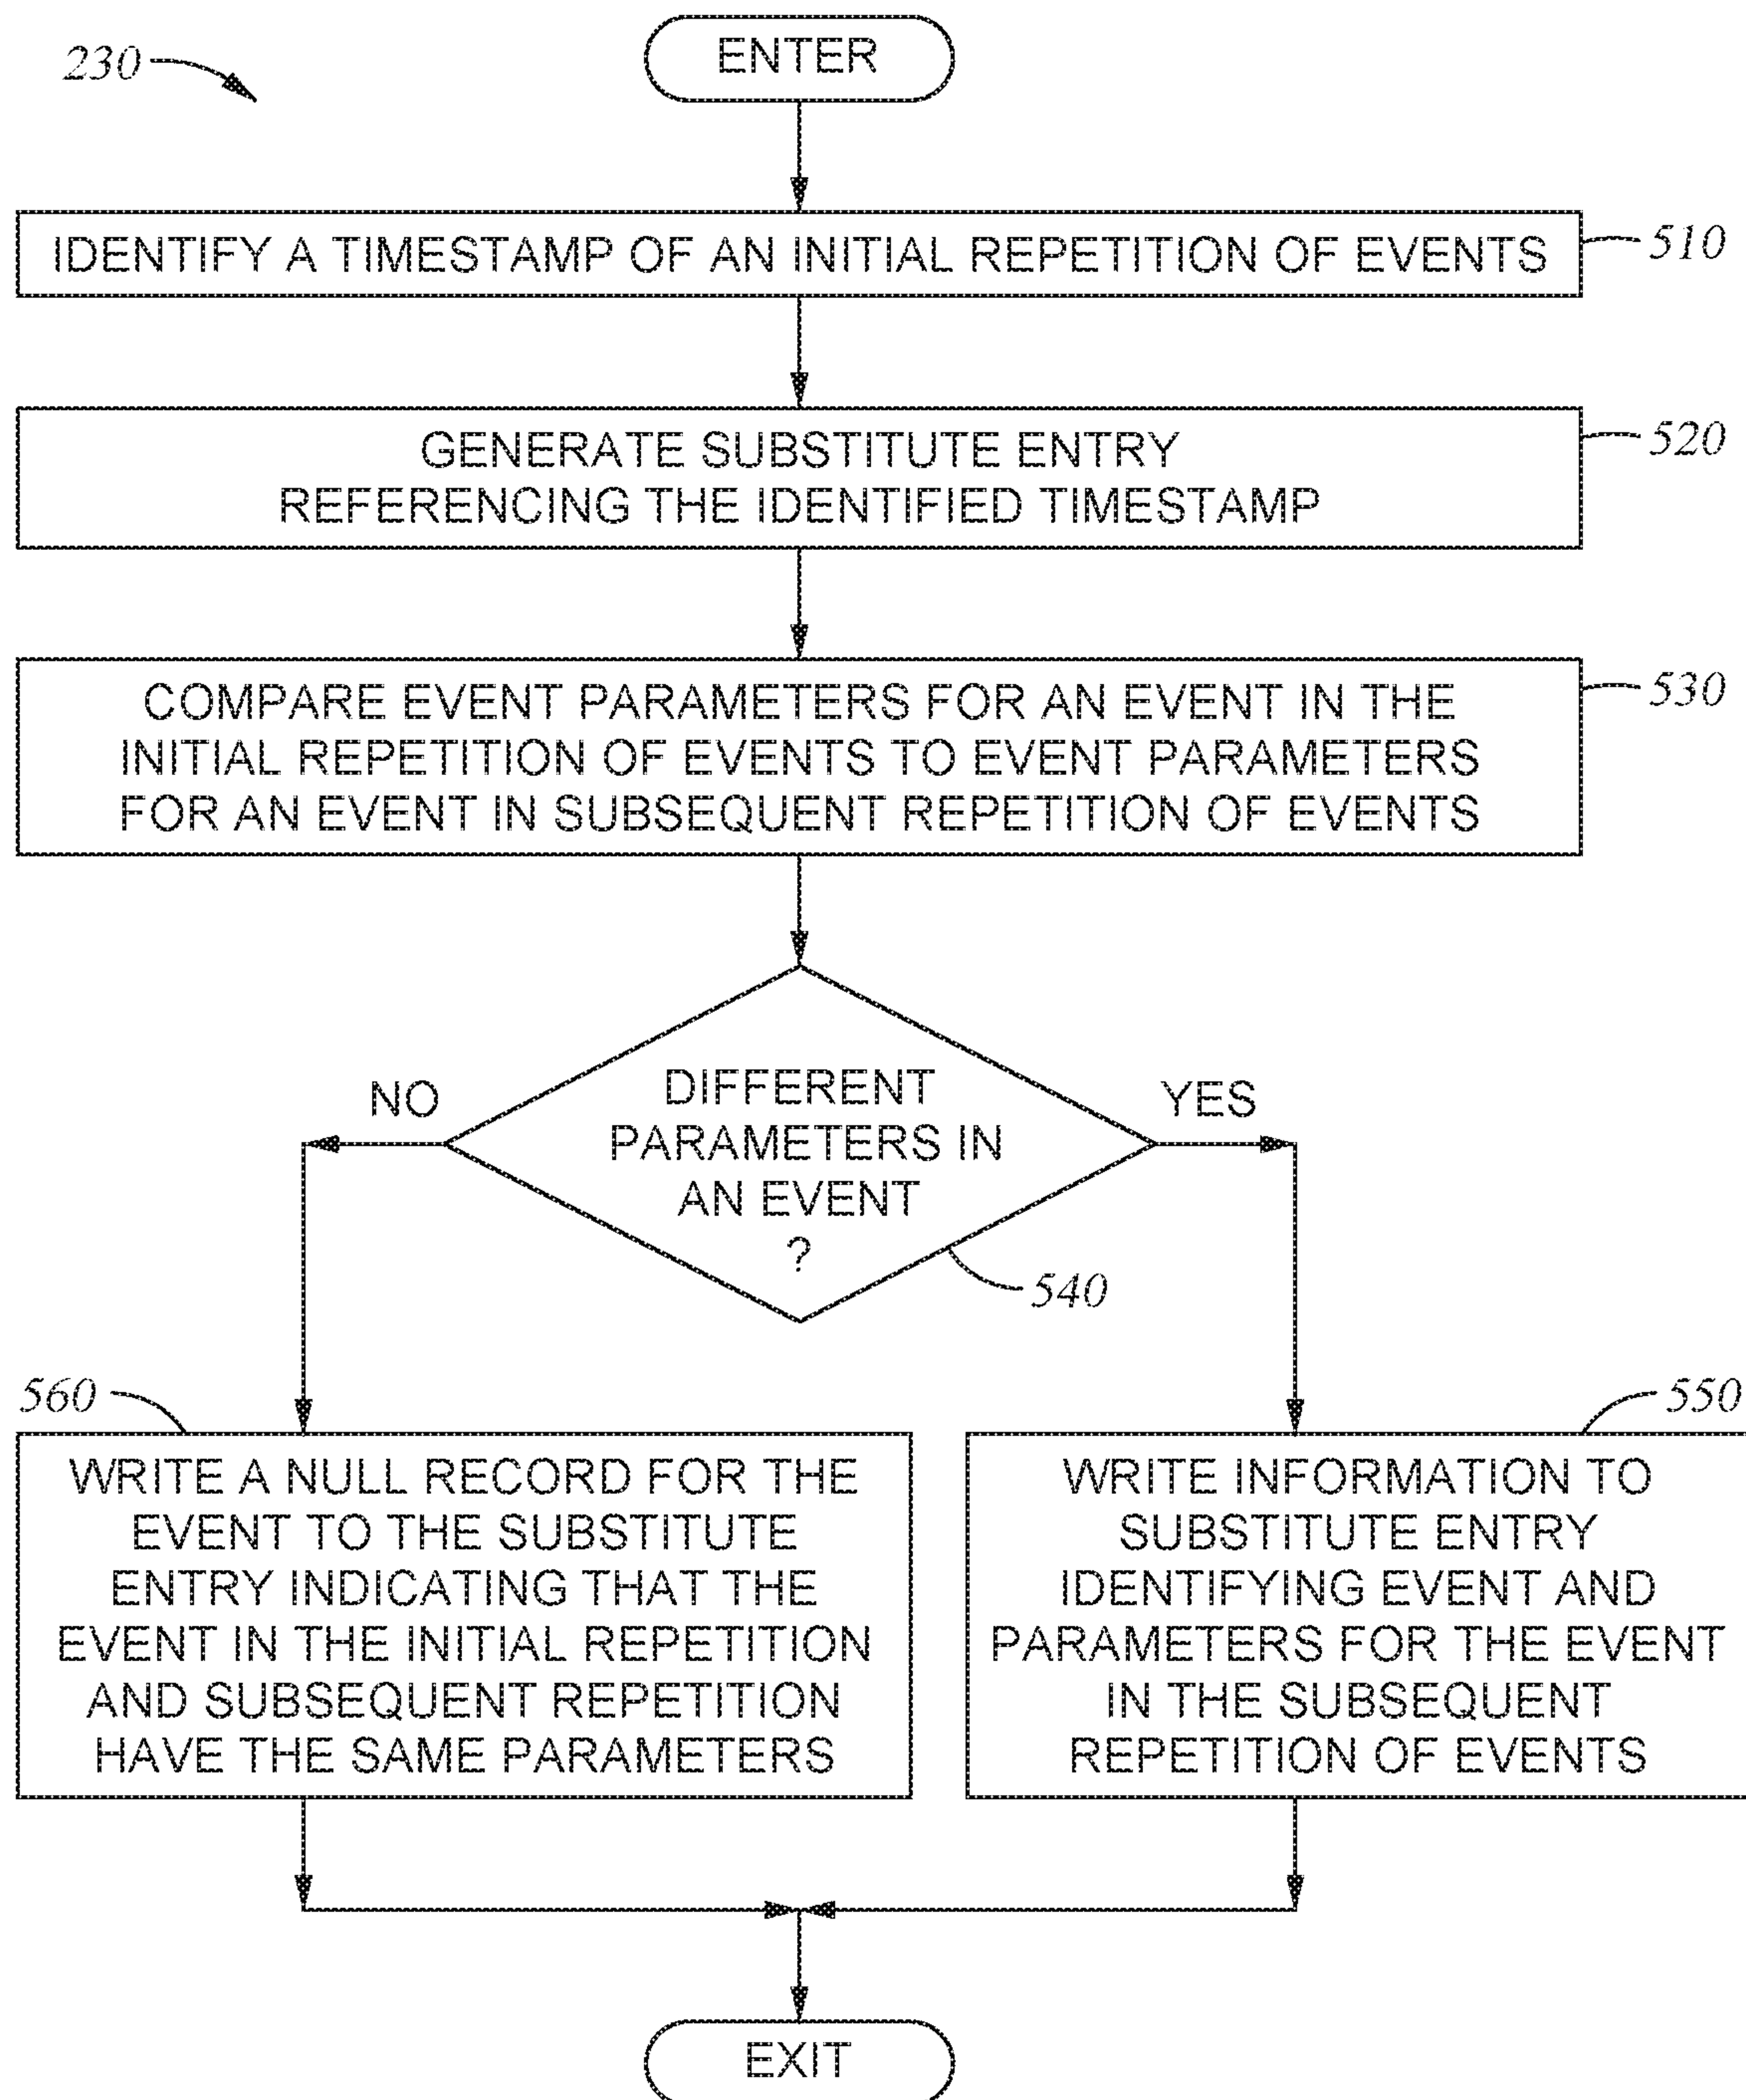 230
ENTER
IDENTIFY A TIMESTAMP OF AN INITIAL REPETITION OF EVENTS
510
GENERATE SUBSTITUTE ENTRY
REFERENCING THE IDENTIFIED TIMESTAMP
520
COMPARE EVENT PARAMETERS FOR AN EVENT IN THE
INITIAL REPETITION OF EVENTS TO EVENT PARAMETERS
FOR AN EVENT IN SUBSEQUENT REPETITION OF EVENTS
530
NO
DIFFERENT
PARAMETERS IN
AN EVENT
?
YES
540
560
WRITE A NULL RECORD FOR THE
EVENT TO THE SUBSTITUTE
ENTRY INDICATING THAT THE
EVENT IN THE INITIAL REPETITION
AND SUBSEQUENT REPETITION
HAVE THE SAME PARAMETERS
550
WRITE INFORMATION TO
SUBSTITUTE ENTRY
IDENTIFYING EVENT AND
PARAMETERS FOR THE EVENT
IN THE SUBSEQUENT
REPETITION OF EVENTS
EXIT